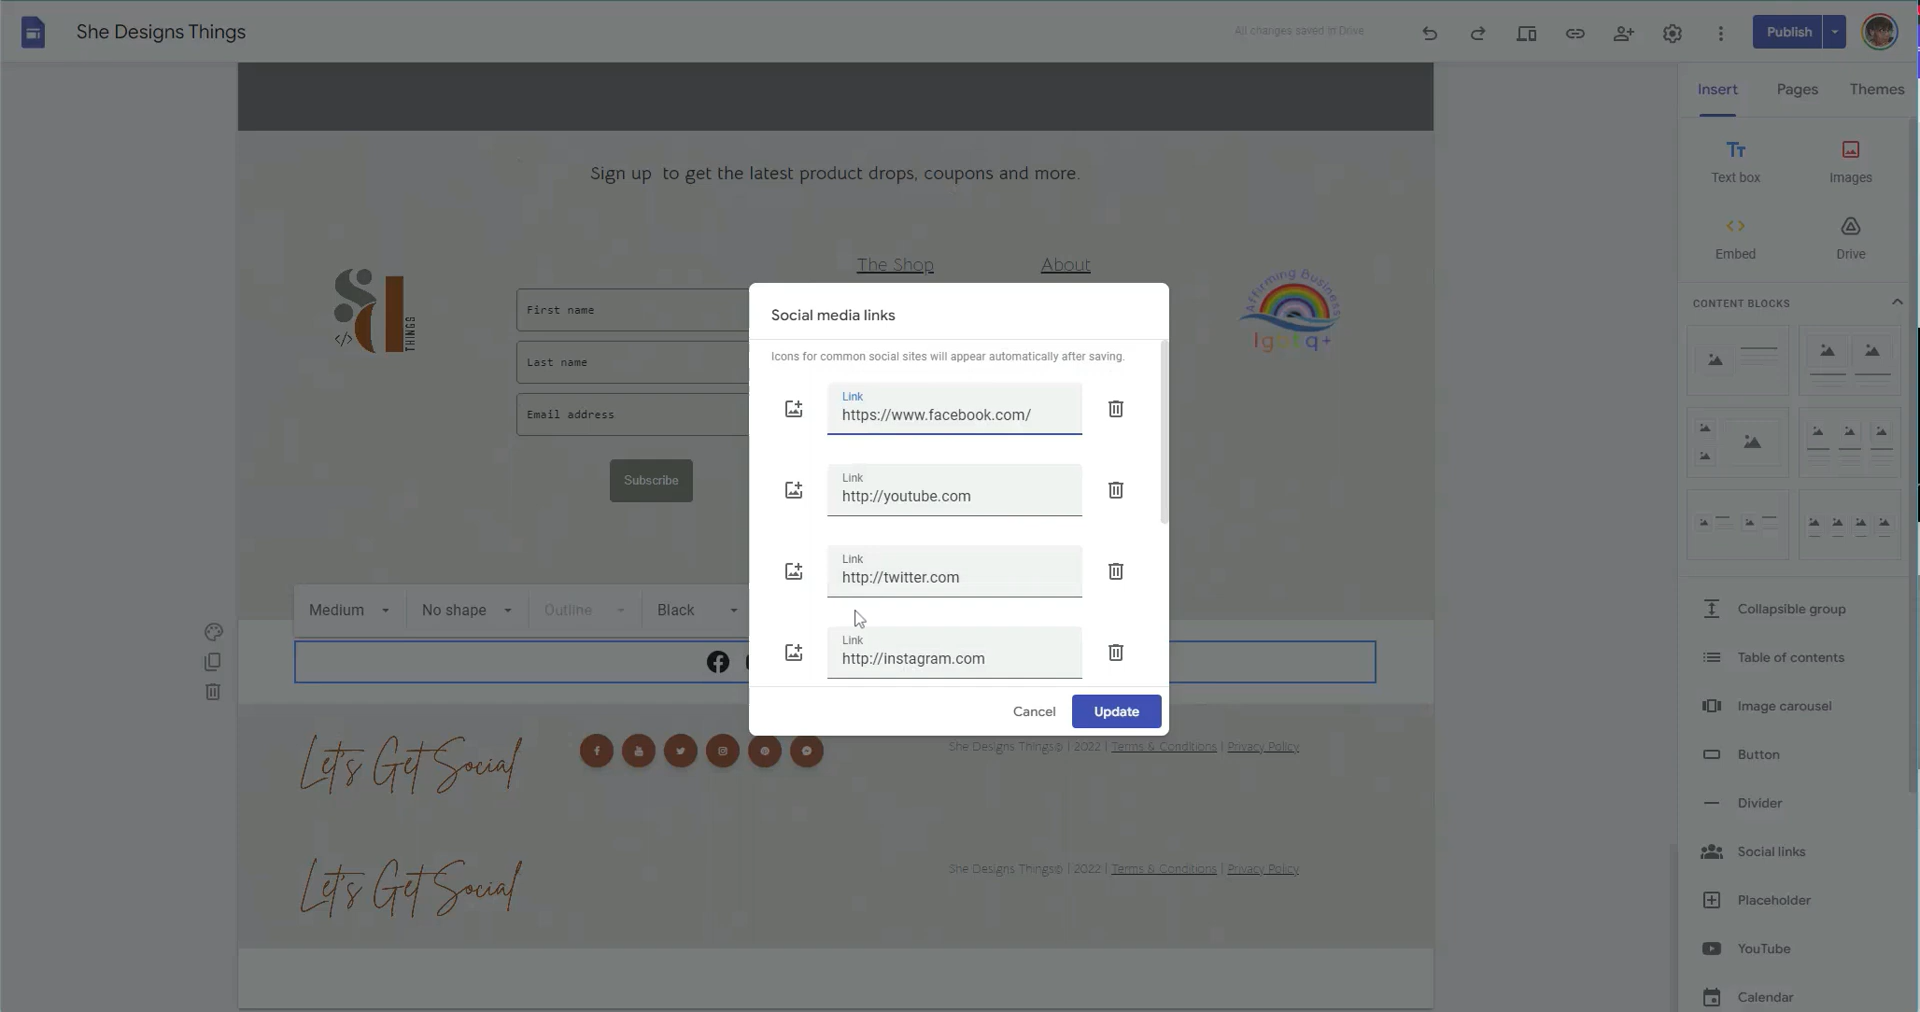 She Designs Things
All changes saved in Drive
Publish
Insert
Pages
Themes
Text box
Images
Embed
Drive
CONTENT BLOCKS
Collapsible group
Table of contents
Image carousel
Button
Divider
Social links
Placeholder
YouTube
Calendar
Sign up to get the latest product drops, coupons and more.
The Shop
About
THINGS
</>
First name
Last name
Email address
Subscribe
Affirming Business
lgbtq+
Medium
No shape
Outline
Black
Social media links
Icons for common social sites will appear automatically after saving.
Link
https://www.facebook.com/
Link
http://youtube.com
Link
http://twitter.com
Link
http://instagram.com
Cancel
Update
Let's Get Social
She Designs Things© | 2022 | Terms & Conditions | Privacy Policy
Let's Get Social
She Designs Things© | 2022 | Terms & Conditions | Privacy Policy